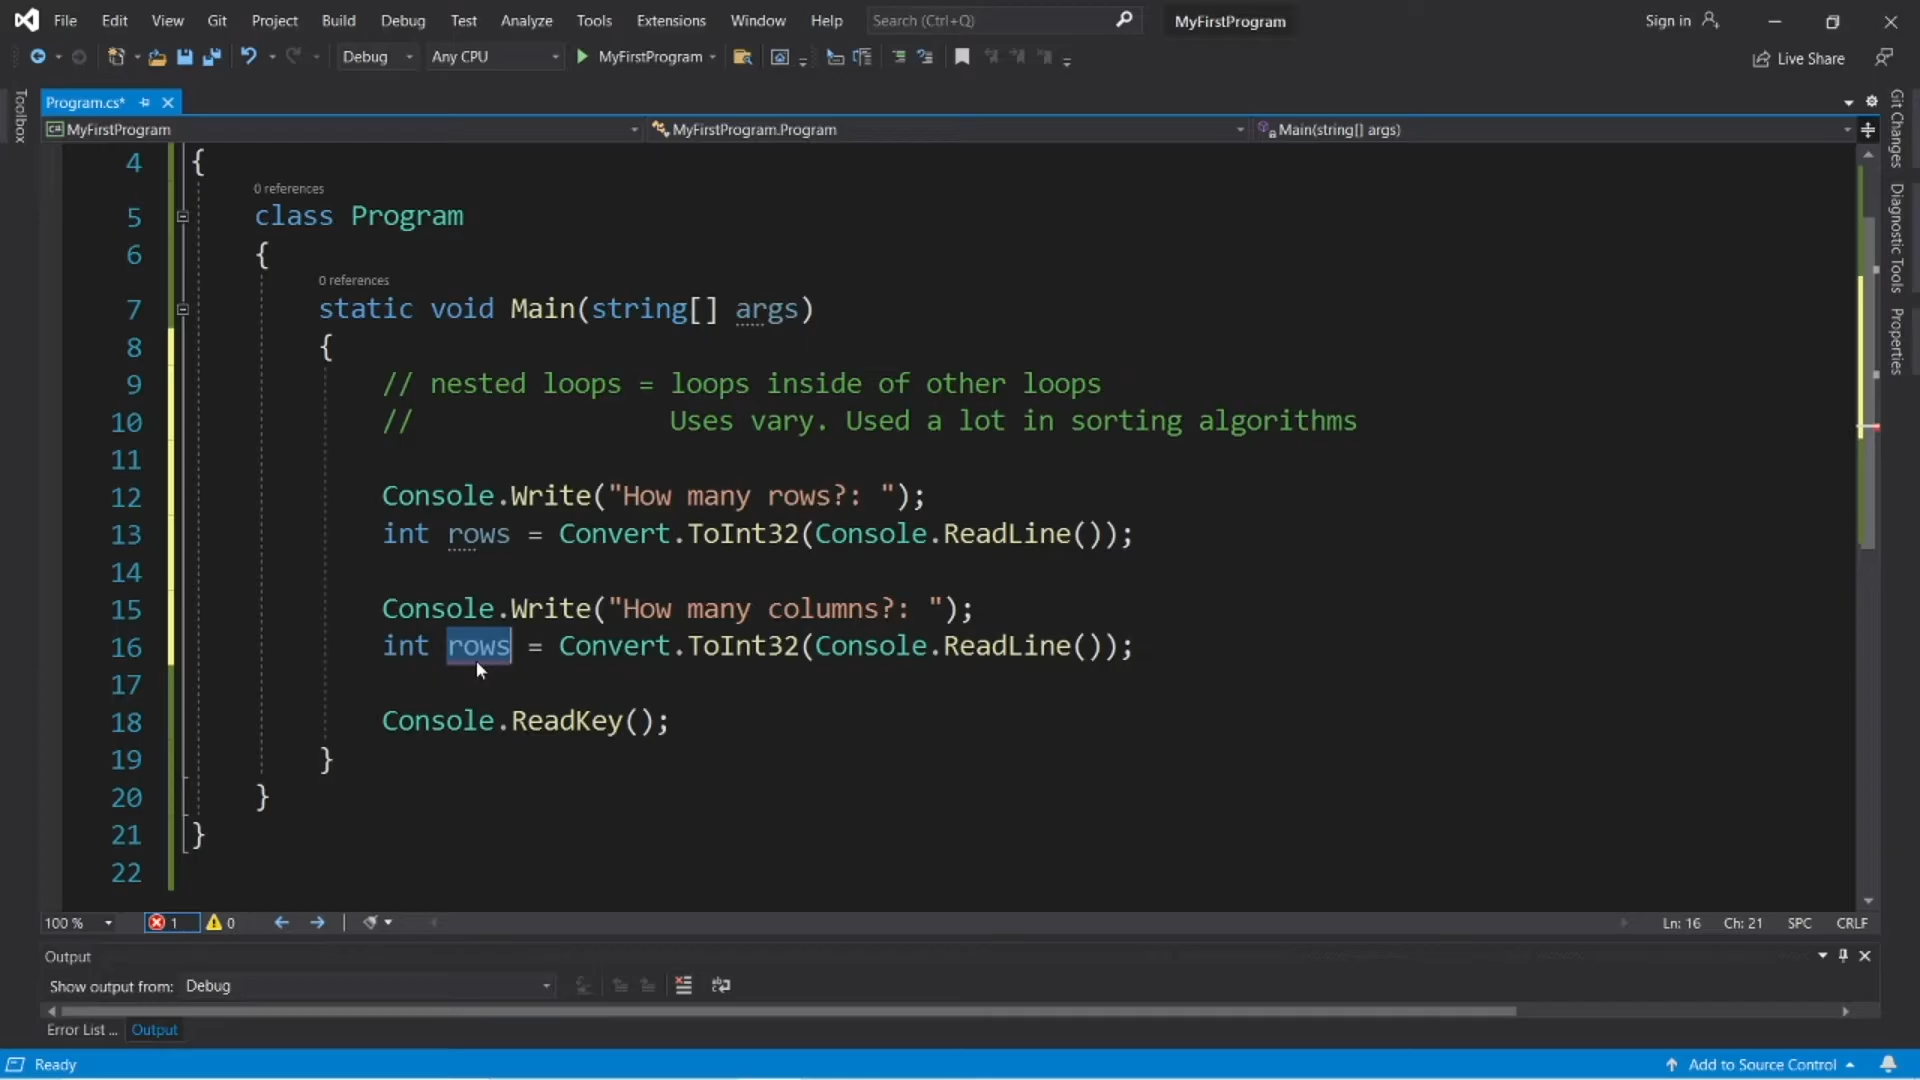 File Edit View Git Project Build Debug Test Analyze Tools Extensions Window Help Search (Ctrl+Q) MyFirstProgram Sign in
Debug Any CPU MyFirstProgram Live Share
Toolbox
Program.cs*
MyFirstProgram MyFirstProgram.Program Main(string[] args)
Git Changes
Diagnostic Tools
Properties
4 {
0 references
5 class Program
6 {
0 references
7 static void Main(string[] args)
8 {
9 // nested loops = loops inside of other loops
10 // Uses vary. Used a lot in sorting algorithms
11
12 Console.Write("How many rows?: ");
13 int rows = Convert.ToInt32(Console.ReadLine());
14
15 Console.Write("How many columns?: ");
16 int rows = Convert.ToInt32(Console.ReadLine());
17
18 Console.ReadKey();
19 }
20 }
21 }
22
100 % 1 0 Ln: 16 Ch: 21 SPC CRLF
Output
Show output from: Debug
Error List ... Output
Ready Add to Source Control